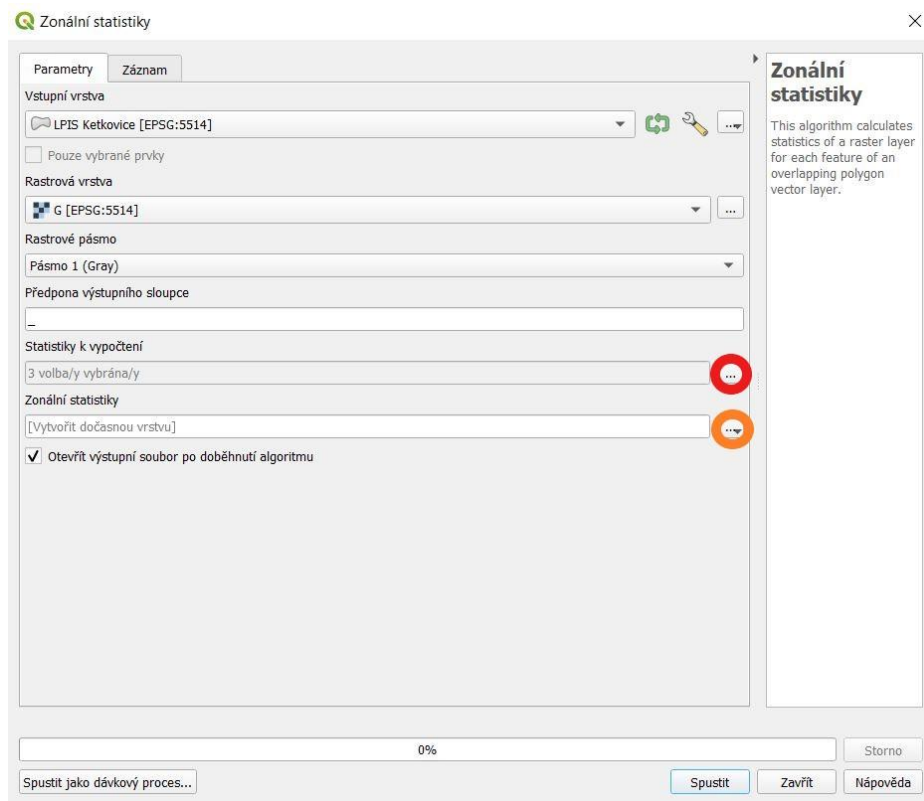 Zonální statistiky
Parametry
Záznam
Vstupní vrstva
LPIS Ketkovice [EPSG:5514]
Pouze vybrané prvky
Rastrová vrstva
G [EPSG:5514]
...
Rastrové pásmo
Pásmo 1 (Gray)
Předpona výstupního sloupce
_
Statistiky k vypočtení
3 volba/y vybrána/y
...
Zonální statistiky
[Vytvořit dočasnou vrstvu]
...
Otevřít výstupní soubor po doběhnutí algoritmu
Zonální
statistiky
This algorithm calculates
statistics of a raster layer
for each feature of an
overlapping polygon
vector layer.
0%
Storno
Spustit jako dávkový proces...
Spustit
Zavřít
Nápověda